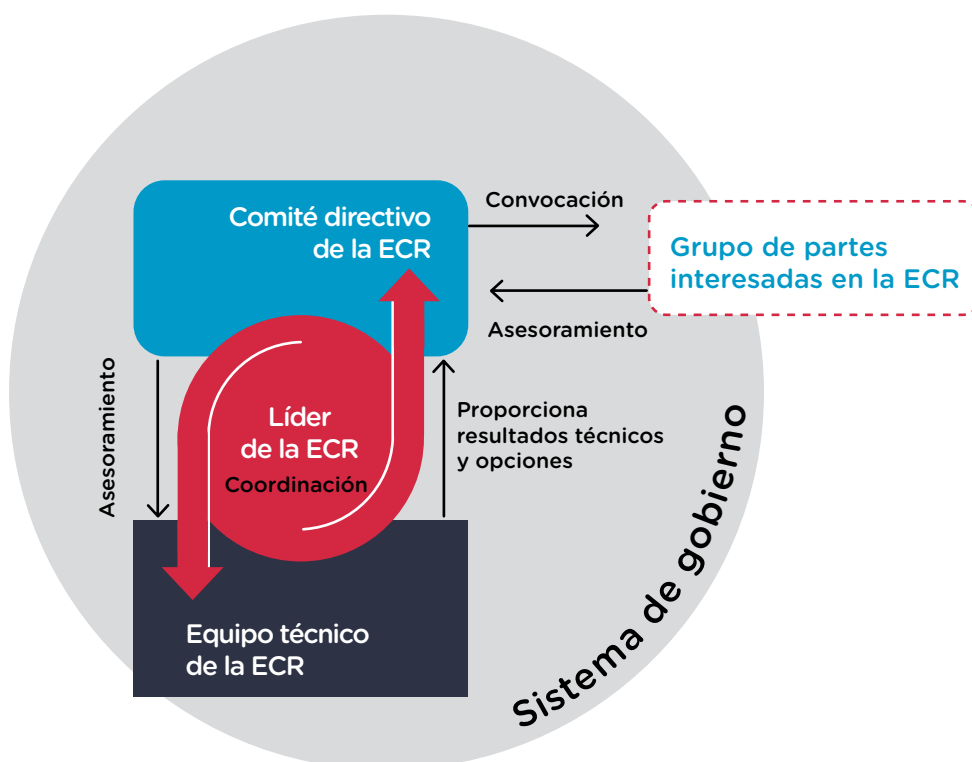 Comité directivo
de la ECR
Convocación
Grupo de partes
interesadas en la ECR
Asesoramiento
Asesoramiento
Líder
de la ECR
Coordinación
Proporciona
resultados técnicos
y opciones
Equipo técnico
de la ECR
Sistema de gobierno